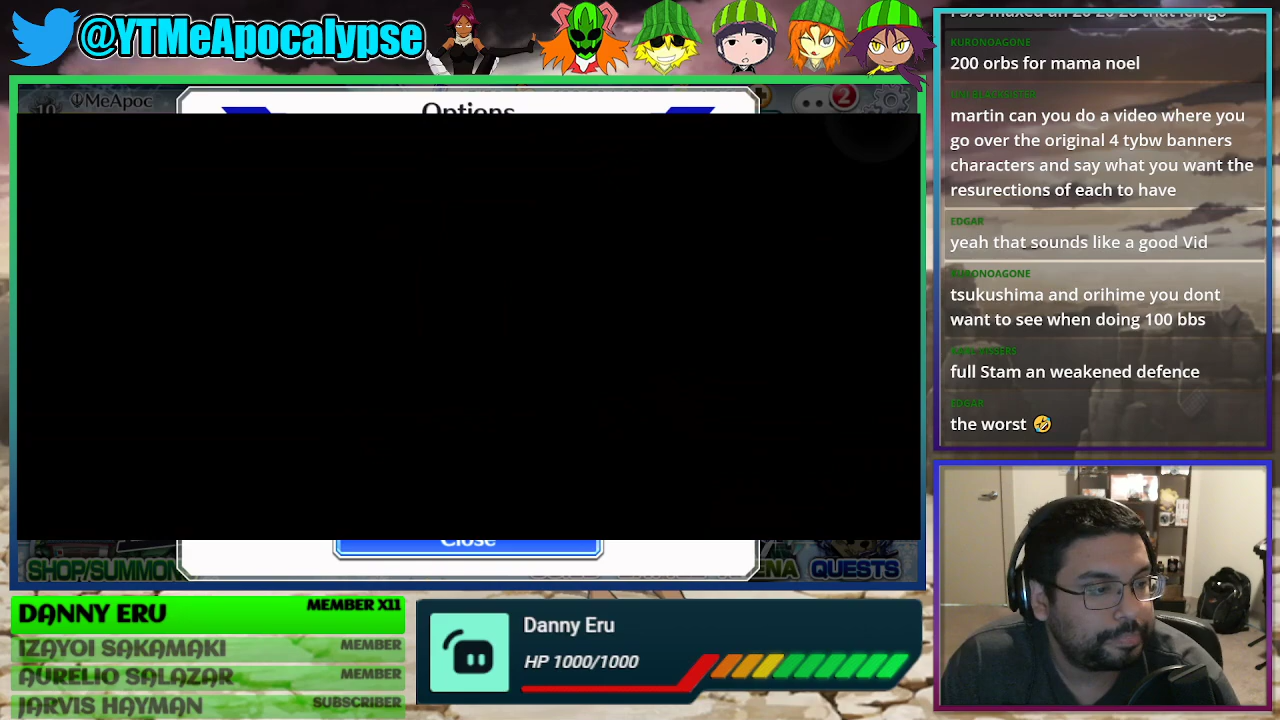 @YTMeApocalypse
MeApoc
Options
2
Close
SHOP/SUMMON
QUESTS
KURONOAGONE
200 orbs for mama noel
martin can you do a video where you
go over the original 4 tybw banners
characters and say what you want the
resurections of each to have
EDGAR
yeah that sounds like a good Vid
KURONOAGONE
tsukushima and orihime you dont
want to see when doing 100 bbs
full Stam an weakened defence
EDGAR
the worst 🤣
DANNY ERU MEMBER X11
IZAYOI SAKAMAKI MEMBER
AURELIO SALAZAR MEMBER
JARVIS HAYMAN SUBSCRIBER
Danny Eru
HP 1000/1000